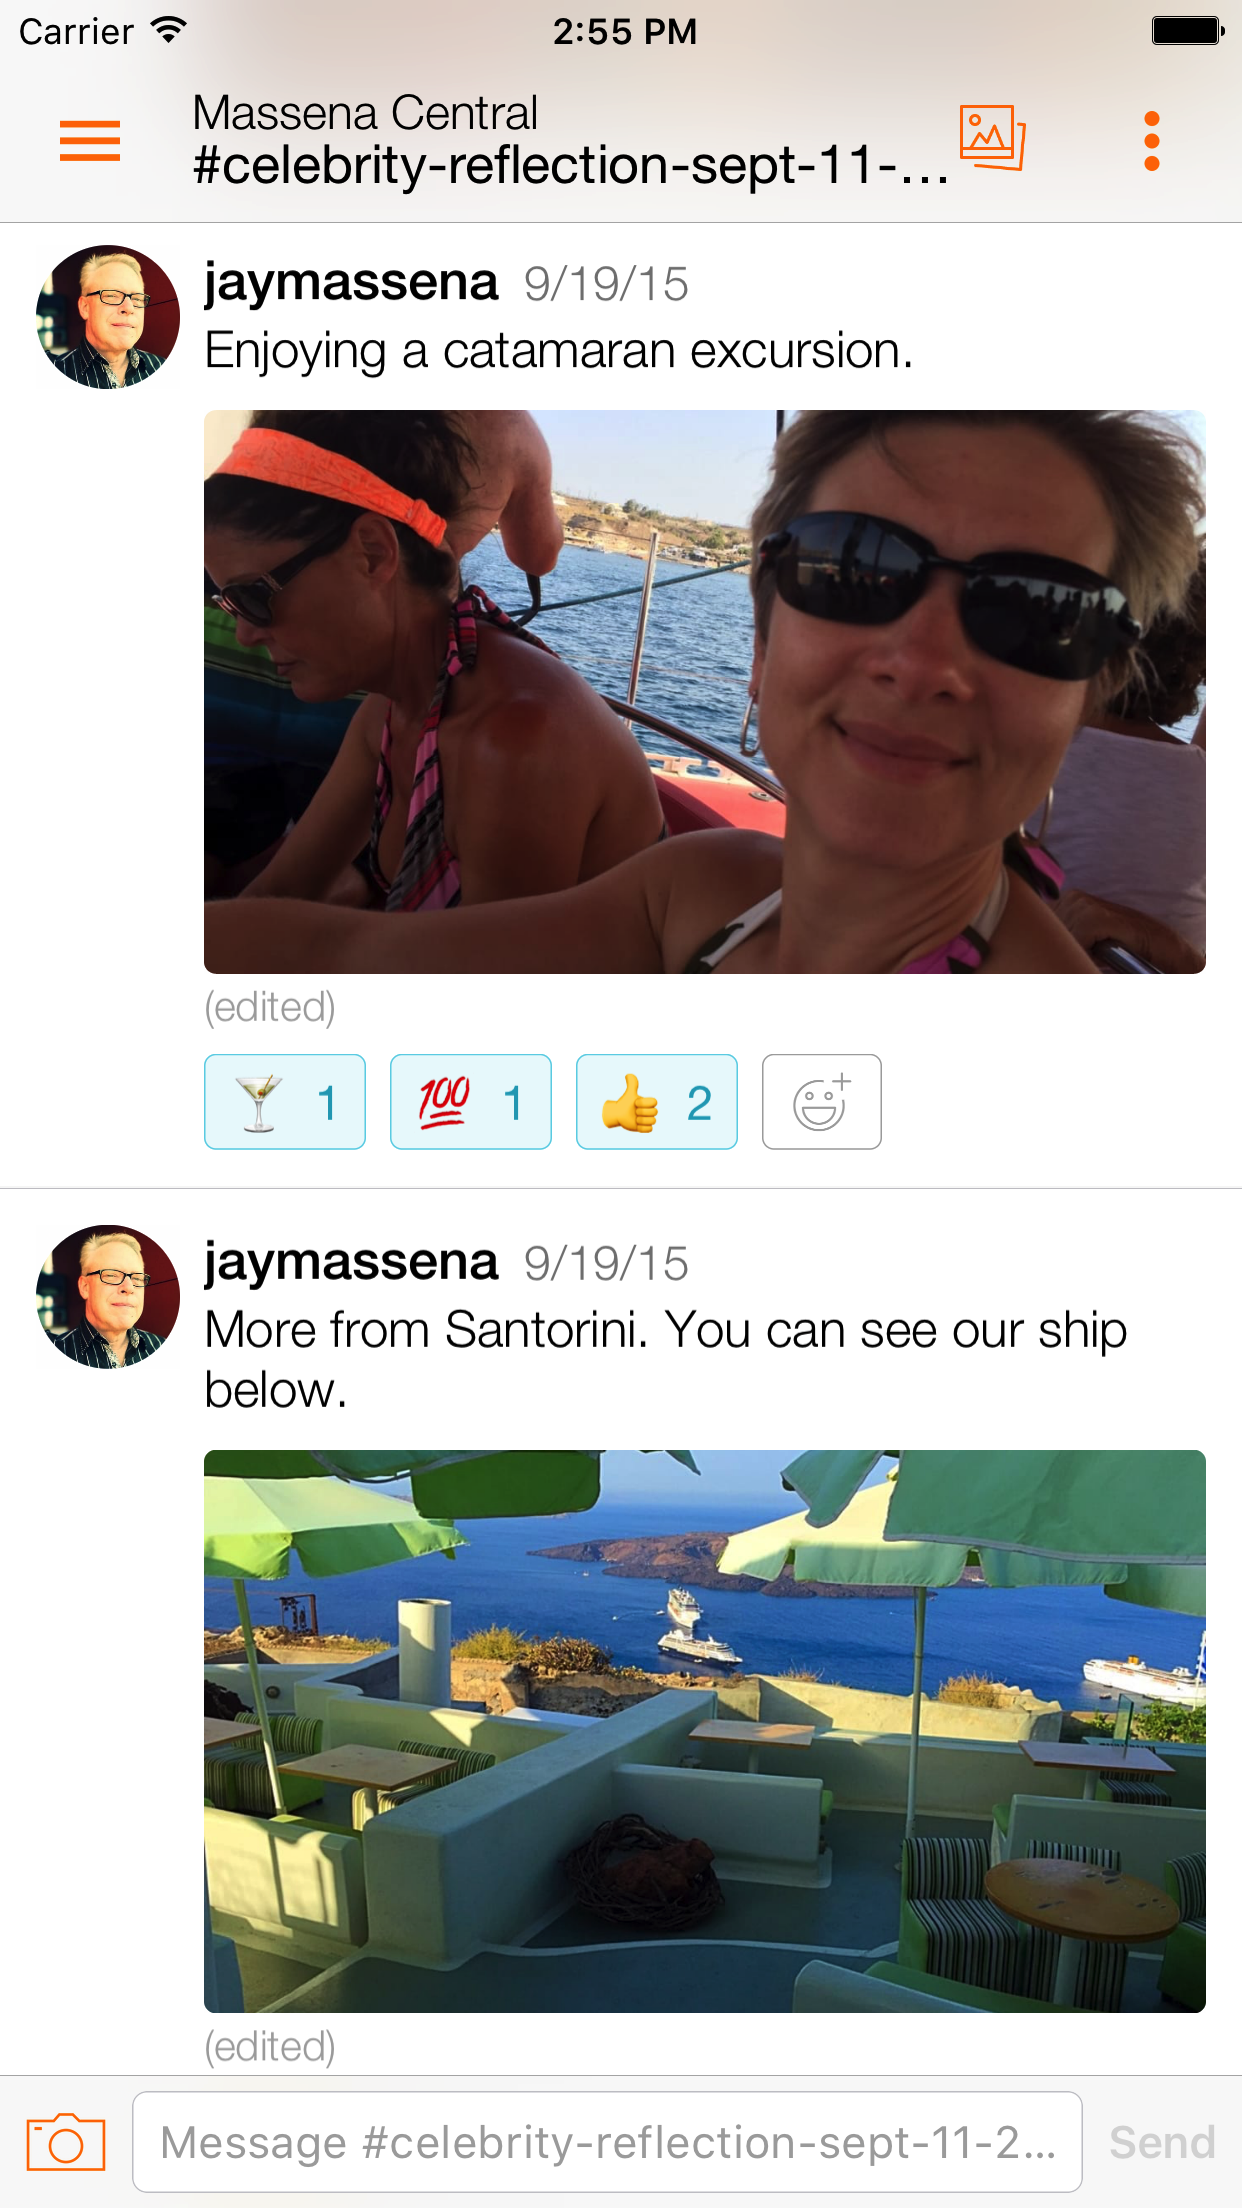 Carrier 2:55 PM
Massena Central
#celebrity-reflection-sept-11-...
jaymassena 9/19/15
Enjoying a catamaran excursion.
(edited)
🍸 1 💯 1 👍 2
jaymassena 9/19/15
More from Santorini. You can see our ship
below.
(edited)
Message #celebrity-reflection-sept-11-2... Send